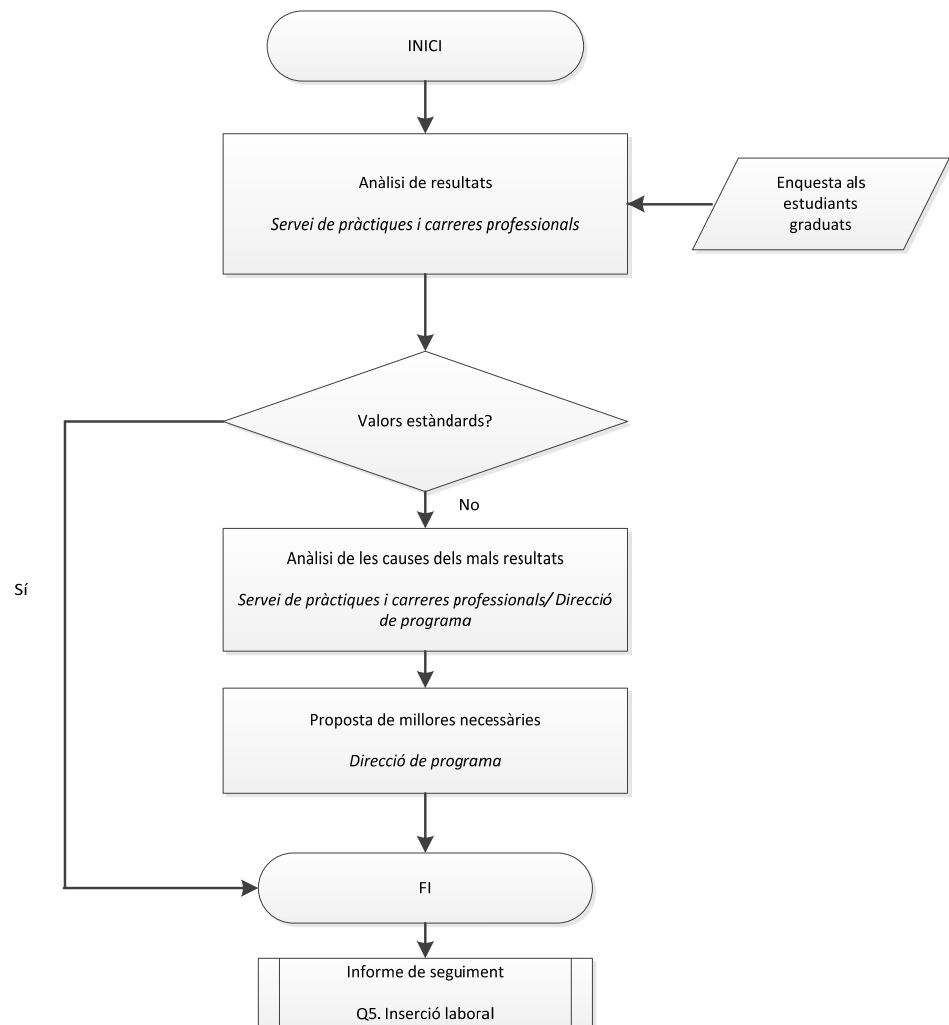 INICI
Anàlisi de resultats
Servei de pràctiques i carreres professionals
Enquesta als
estudiants
graduats
Valors estàndards?
No
Sí
Anàlisi de les causes dels mals resultats
Servei de pràctiques i carreres professionals/ Direcció
de programa
Proposta de millores necessàries
Direcció de programa
FI
Informe de seguiment
Q5. Inserció laboral